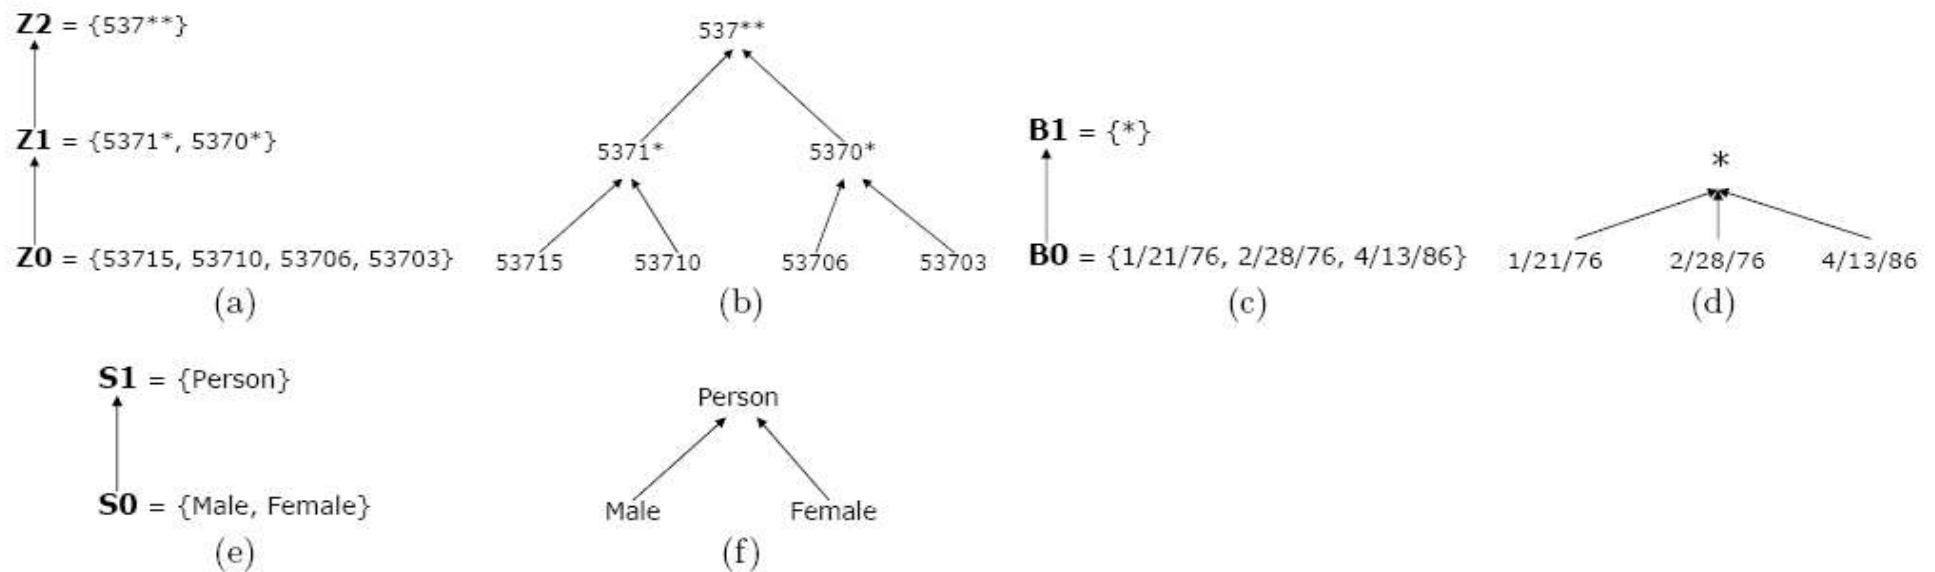 Z2 = {537**}
Z1 = {5371*, 5370*}
Z0 = {53715, 53710, 53706, 53703}
(a)
537**
5371* 5370*
53715 53710 53706 53703
(b)
B1 = {*}
B0 = {1/21/76, 2/28/76, 4/13/86}
(c)
*
1/21/76 2/28/76 4/13/86
(d)
S1 = {Person}
S0 = {Male, Female}
(e)
Person
Male Female
(f)